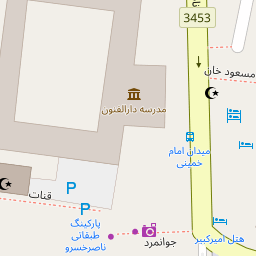 3453
مسعود خان
مدرسه دارالفنون
میدان امام
خمینی
قنات
پارکینگ
طبقاتی
ناصرخسرو
جوانمرد
هتل امیرکبیر